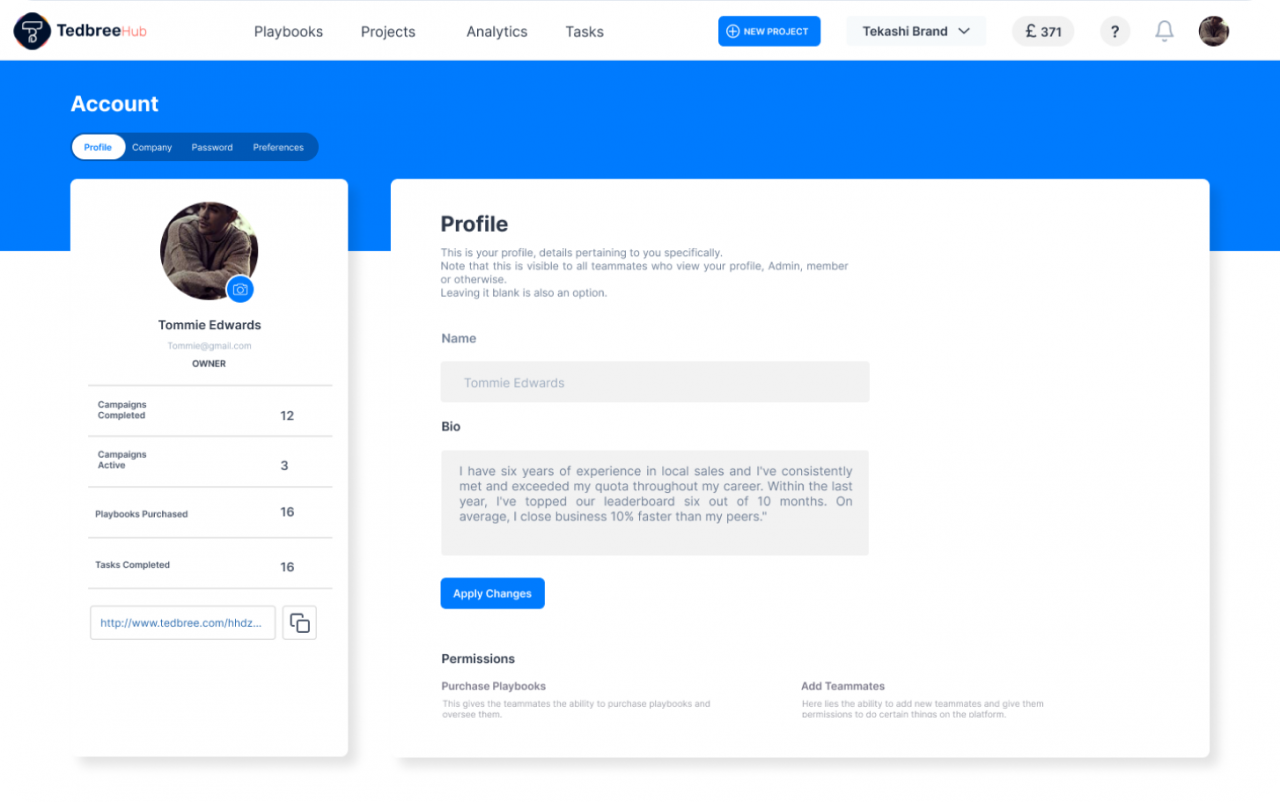 TedbreeHub
Playbooks
Projects
Analytics
Tasks
NEW PROJECT
Tekashi Brand
£ 371
?
Account
Profile
Company
Password
Preferences
Tommie Edwards
Tommie@gmail.com
OWNER
Campaigns
Completed
12
Campaigns
Active
3
Playbooks Purchased
16
Tasks Completed
16
http://www.tedbree.com/hhdz...
Profile
This is your profile, details pertaining to you specifically.
Note that this is visible to all teammates who view your profile, Admin, member
or otherwise.
Leaving it blank is also an option.
Name
Tommie Edwards
Bio
I have six years of experience in local sales and I've consistently
met and exceeded my quota throughout my career. Within the last
year, I've topped our leaderboard six out of 10 months. On
average, I close business 10% faster than my peers."
Apply Changes
Permissions
Purchase Playbooks
This gives the teammates the ability to purchase playbooks and
oversee them.
Add Teammates
Here lies the ability to add new teammates and give them
permissions to do certain things on the platform.